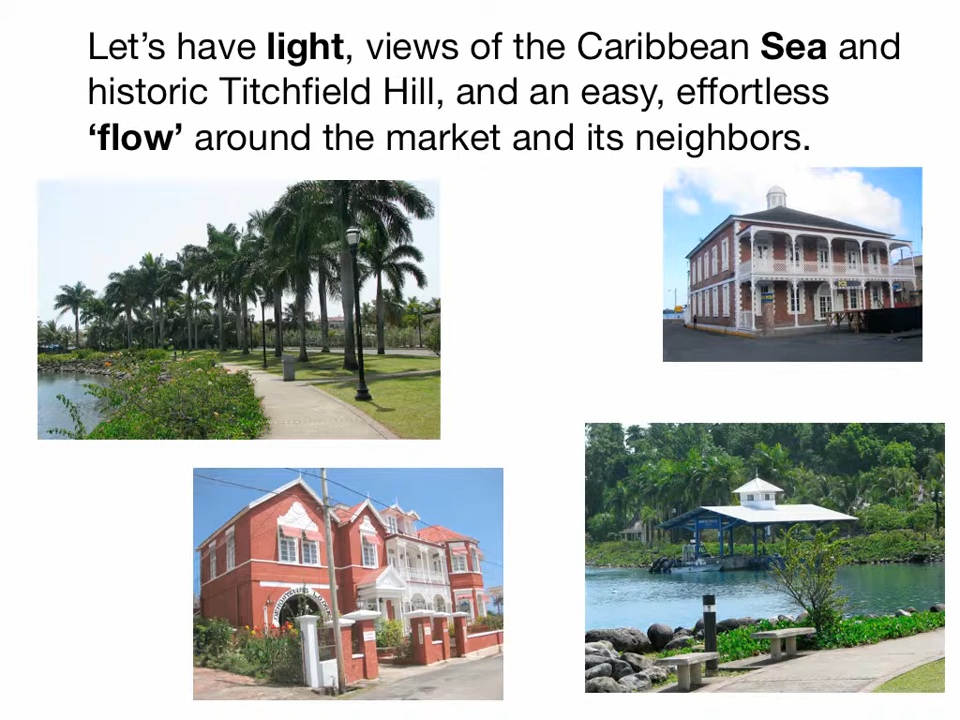 Let’s have light, views of the Caribbean Sea and
historic Titchfield Hill, and an easy, effortless
‘flow’ around the market and its neighbors.